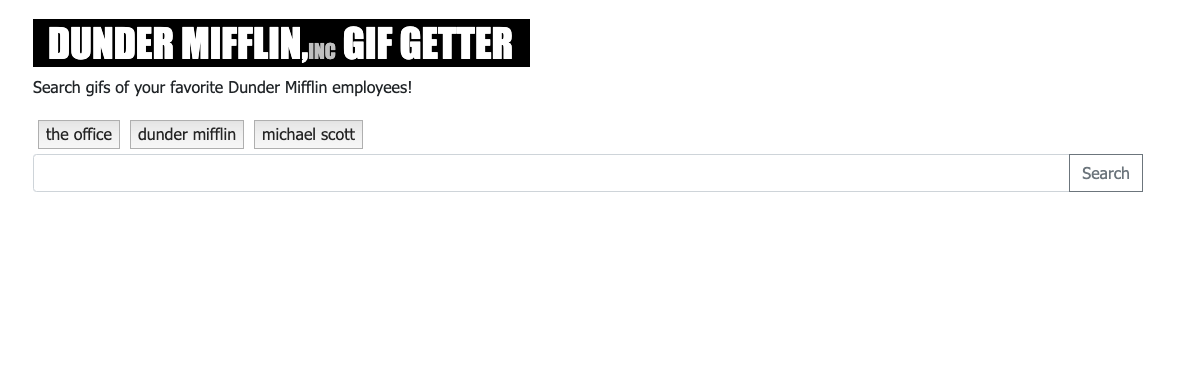 DUNDER MIFFLIN,INC GIF GETTER
Search gifs of your favorite Dunder Mifflin employees!
the office dunder mifflin michael scott
Search